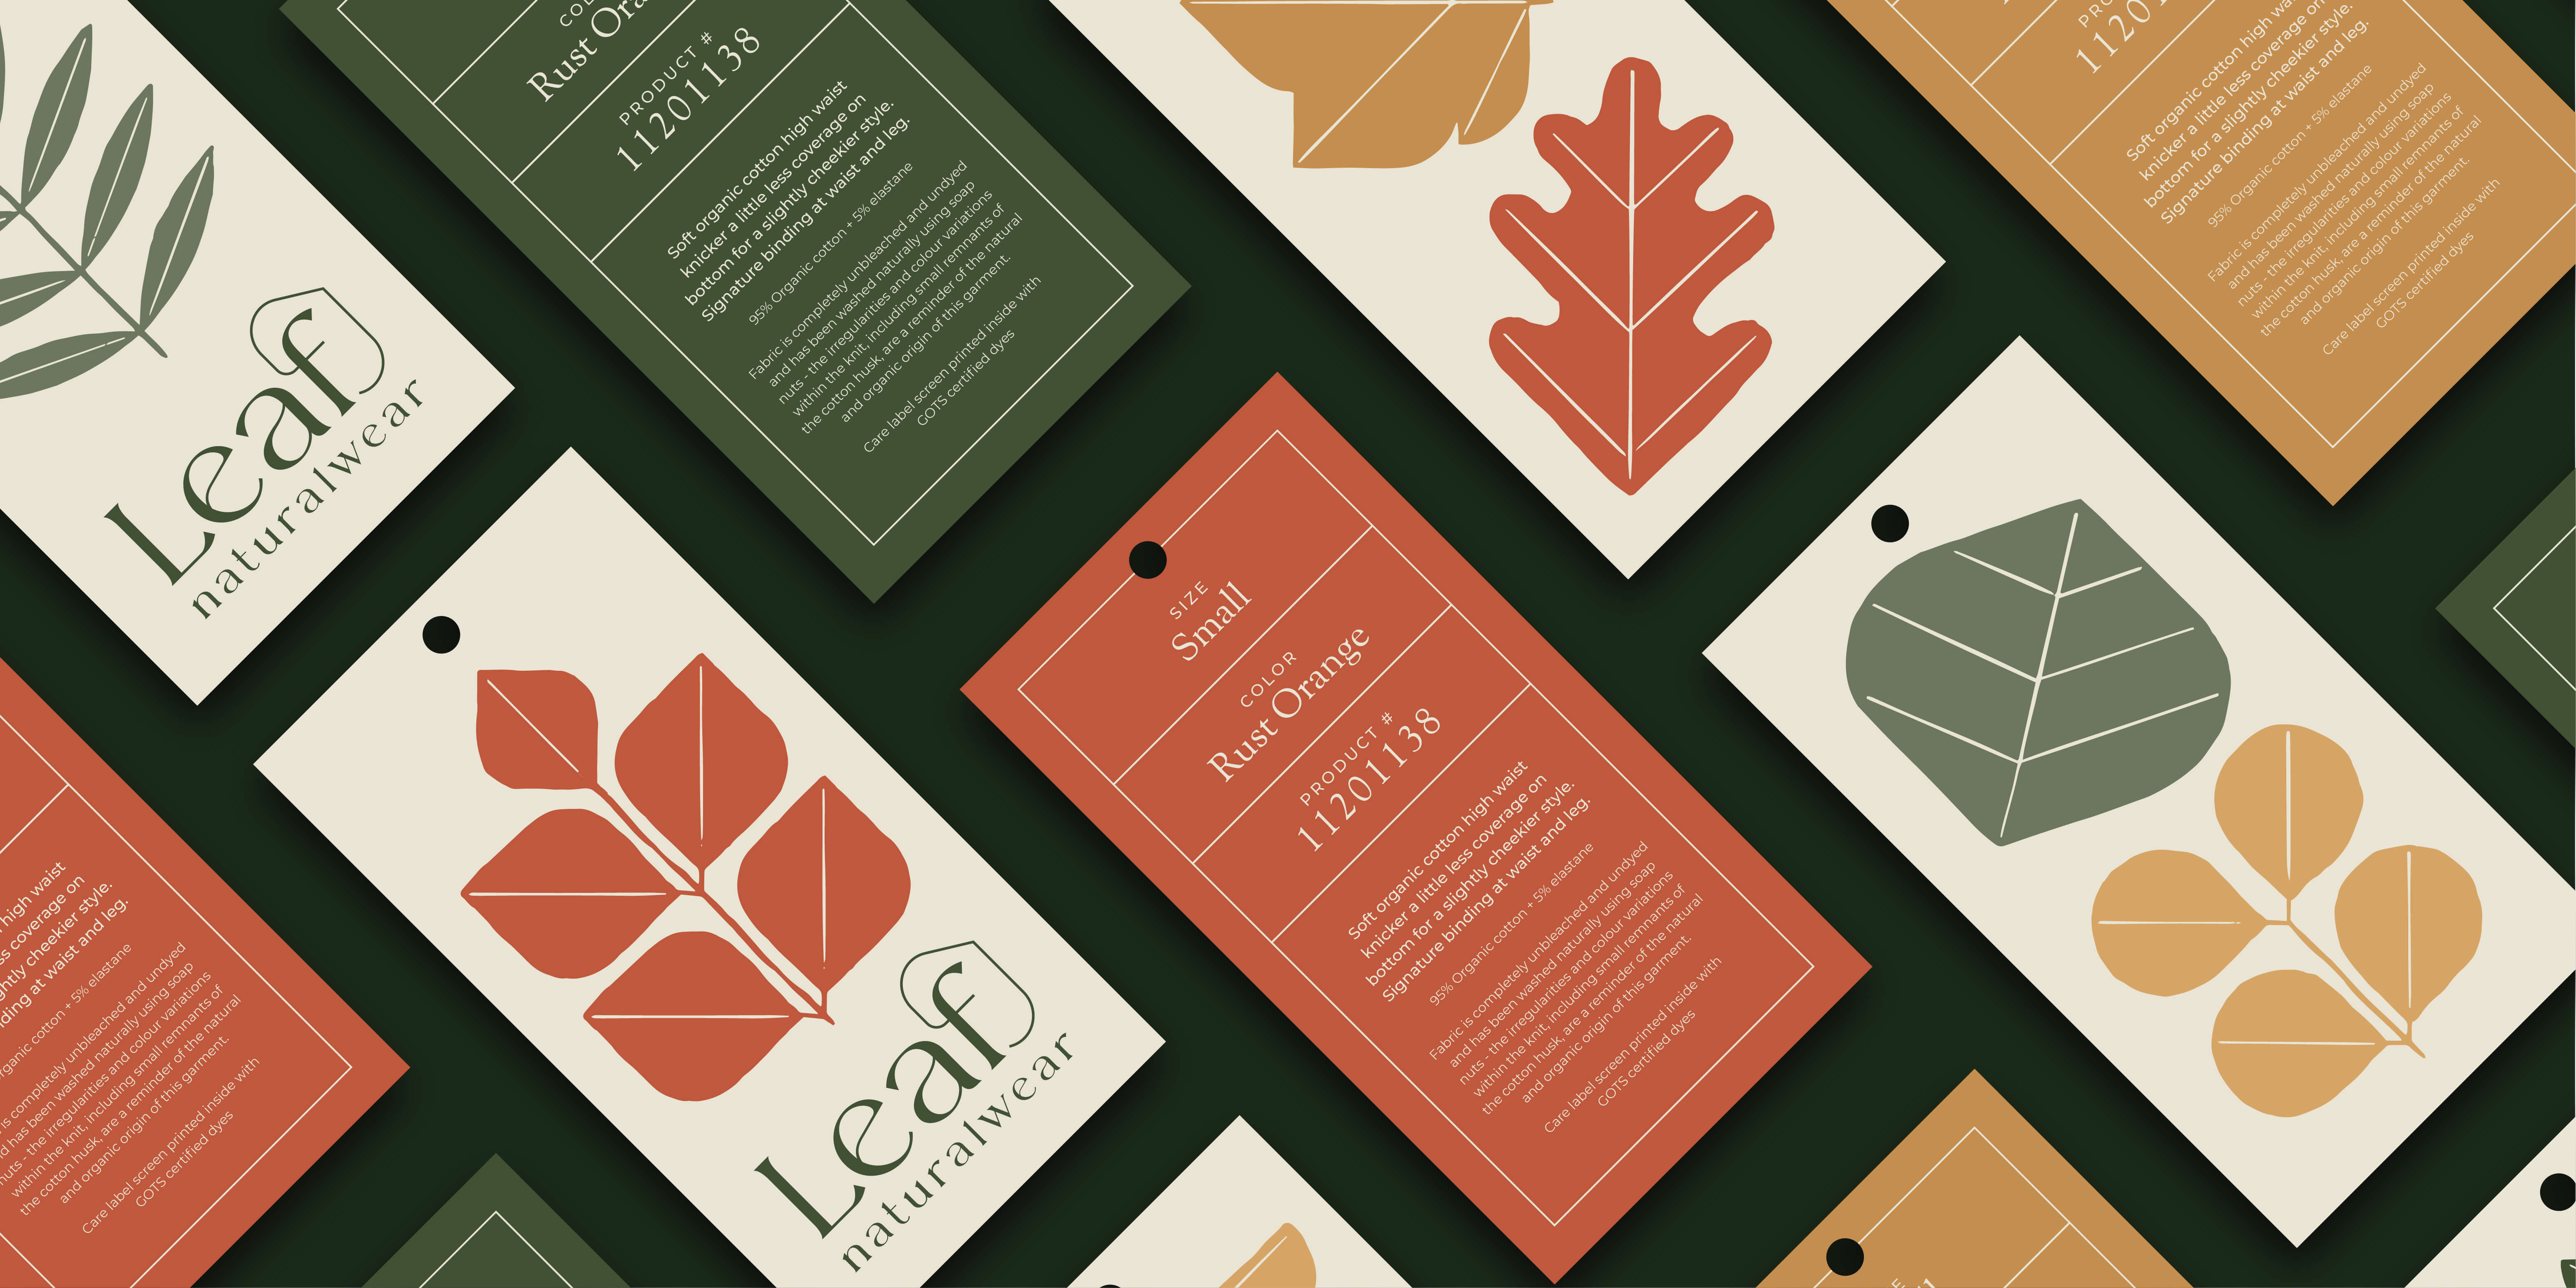 Leaf
naturalwear
COL
Rust Ora
PRODUCT #
11201138
Soft organic cotton high waist
knicker a little less coverage on
bottom for a slightly cheekier style.
Signature binding at waist and leg.
95% Organic cotton + 5% elastane
Fabric is completely unbleached and undyed
and has been washed naturally using soap
nuts - the irregularities and colour variations
within the knit, including small remnants of
the cotton husk, are a reminder of the natural
and organic origin of this garment.
Care label screen printed inside with
GOTS certified dyes
PRO
1120
Soft organic cotton high waist
knicker a little less coverage on
bottom for a slightly cheekier style.
Signature binding at waist and leg.
95% Organic cotton + 5% elastane
Fabric is completely unbleached and undyed
and has been washed naturally using soap
nuts - the irregularities and colour variations
within the knit, including small remnants of
the cotton husk, are a reminder of the natural
and organic origin of this garment.
Care label screen printed inside with
GOTS certified dyes
high waist
ss coverage on
ghtly cheekier style.
ding at waist and leg.
rganic cotton + 5% elastane
is completely unbleached and undyed
d has been washed naturally using soap
nuts - the irregularities and colour variations
within the knit, including small remnants of
the cotton husk, are a reminder of the natural
and organic origin of this garment.
Care label screen printed inside with
GOTS certified dyes
Leaf
naturalwear
SIZE
Small
COLOR
Rust Orange
PRODUCT #
11201138
Soft organic cotton high waist
knicker a little less coverage on
bottom for a slightly cheekier style.
Signature binding at waist and leg.
95% Organic cotton + 5% elastane
Fabric is completely unbleached and undyed
and has been washed naturally using soap
nuts - the irregularities and colour variations
within the knit, including small remnants of
the cotton husk, are a reminder of the natural
and organic origin of this garment.
Care label screen printed inside with
GOTS certified dyes